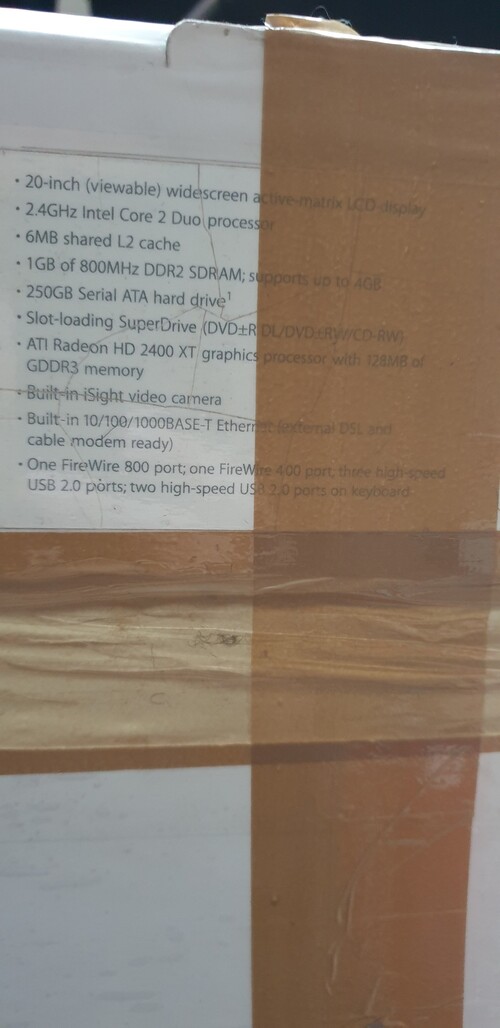 • 20-inch (viewable) widescreen active-matrix LCD display
• 2.4GHz Intel Core 2 Duo processor
• 6MB shared L2 cache
• 1GB of 800MHz DDR2 SDRAM; supports up to 4GB
• 250GB Serial ATA hard drive¹
• Slot-loading SuperDrive (DVD±R DL/DVD±RW/CD-RW)
• ATI Radeon HD 2400 XT graphics processor with 128MB of
GDDR3 memory
• Built-in iSight video camera
• Built-in 10/100/1000BASE-T Ethernet (external DSL and
cable modem ready)
• One FireWire 800 port; one FireWire 400 port; three high-speed
USB 2.0 ports; two high-speed USB 2.0 ports on keyboard